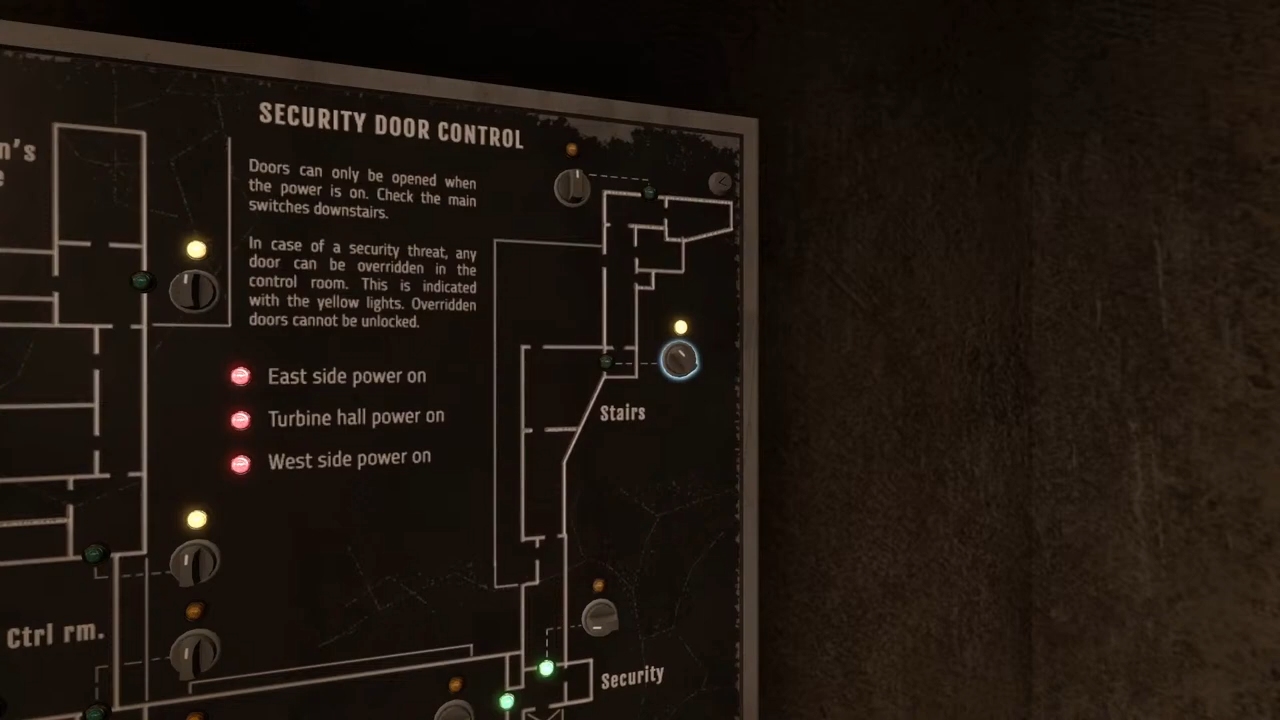 SECURITY DOOR CONTROL
n's
Doors can only be opened when
the power is on. Check the main
switches downstairs.
In case of a security threat, any
door can be overridden in the
control room. This is indicated
with the yellow lights. Overridden
doors cannot be unlocked.
East side power on
Turbine hall power on
West side power on
Stairs
Ctrl rm.
Security